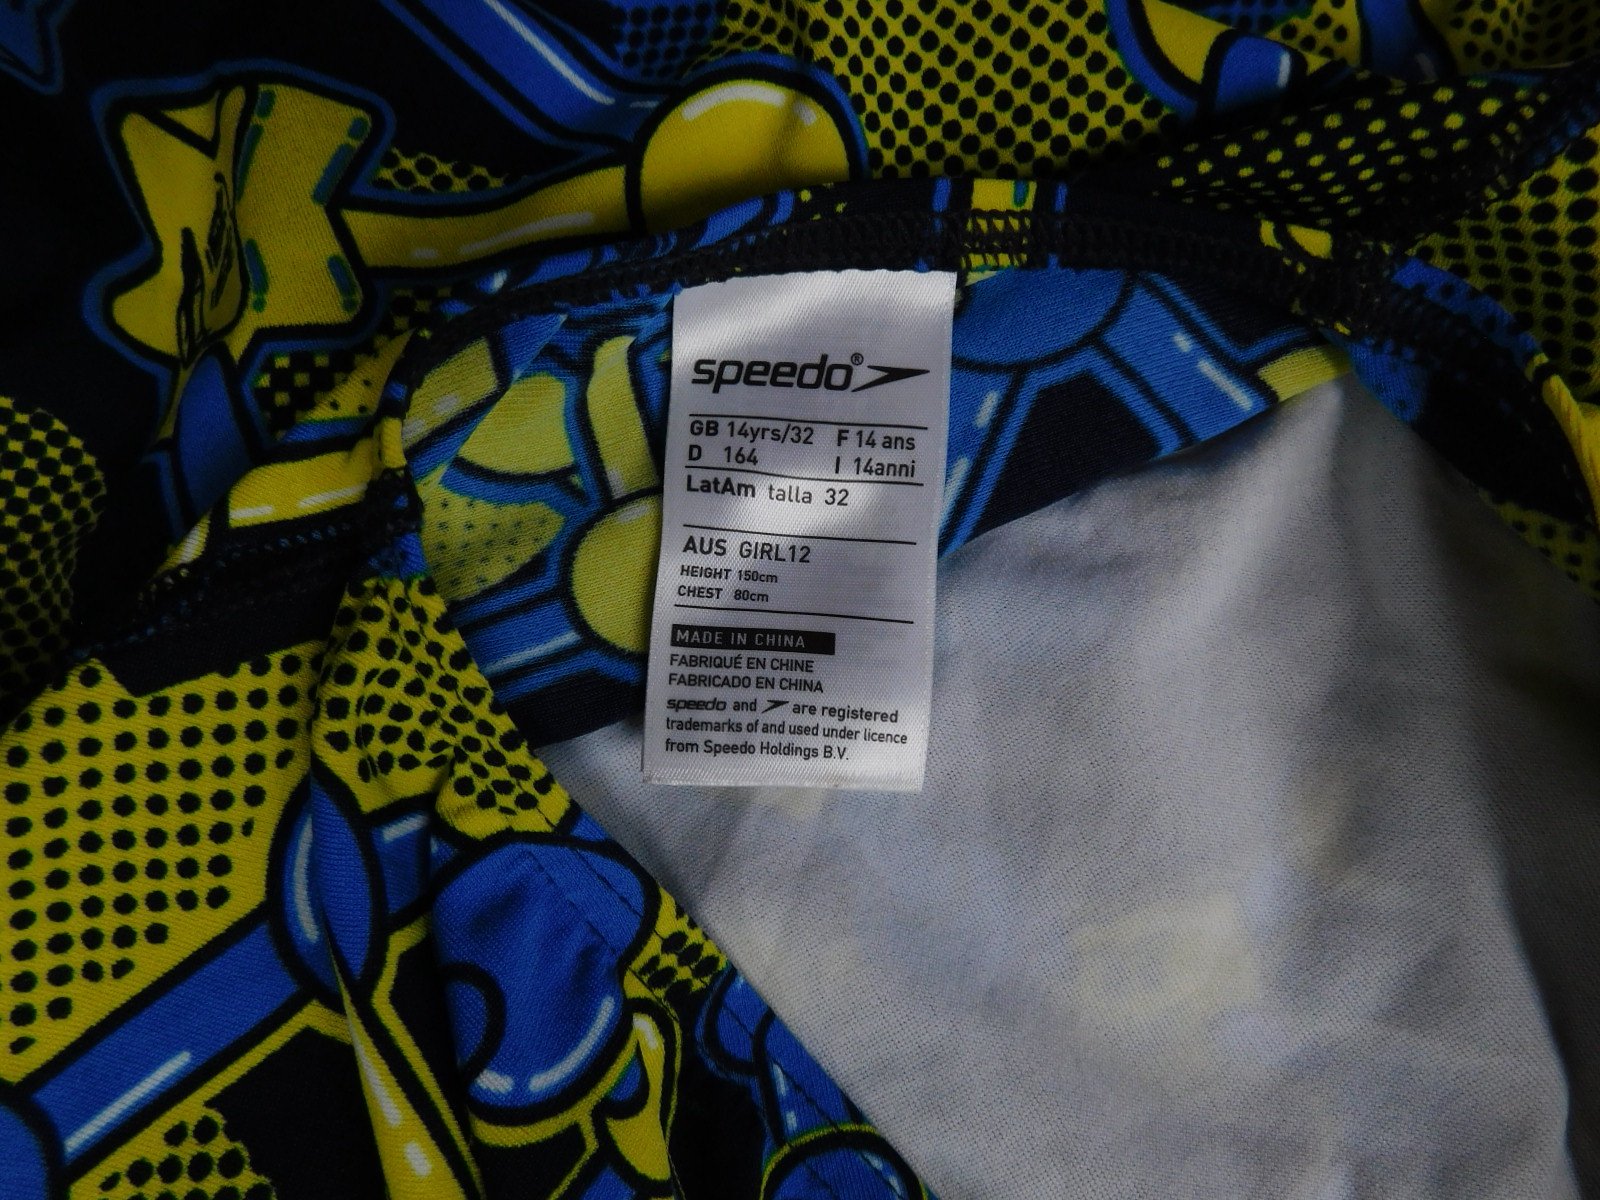 speedo®
GB 14yrs/32 F 14 ans
D 164 I 14anni
LatAm talla 32
AUS GIRL12
HEIGHT 150cm
CHEST 80cm
MADE IN CHINA
FABRIQUÉ EN CHINE
FABRICADO EN CHINA
speedo and are registered
trademarks of and used under licence
from Speedo Holdings B.V.